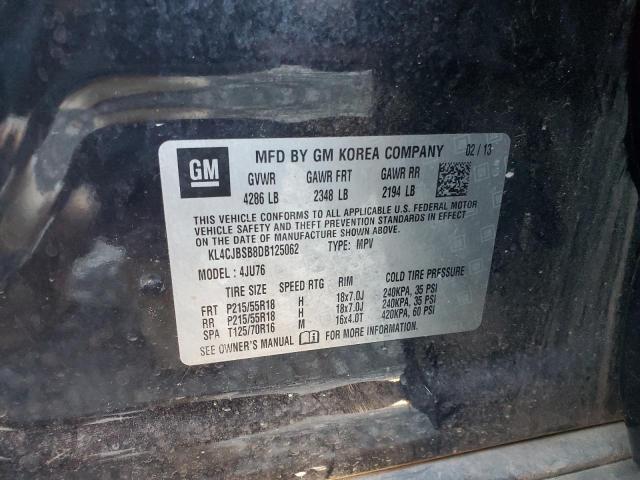 GM
MFD BY GM KOREA COMPANY 02 / 13
GVWR GAWR FRT GAWR RR
4286 LB 2348 LB 2194 LB
THIS VEHICLE CONFORMS TO ALL APPLICABLE U.S. FEDERAL MOTOR
VEHICLE SAFETY AND THEFT PREVENTION STANDARDS IN EFFECT
ON THE DATE OF MANUFACTURE SHOWN ABOVE.
KL4CJBSB8DB125062 TYPE: MPV
MODEL : 4JU76
TIRE SIZE SPEED RTG RIM COLD TIRE PRESSURE
FRT P215/55R18 H 18x7.0J 240KPA, 35 PSI
RR P215/55R18 H 18x7.0J 240KPA, 35 PSI
SPA T125/70R16 M 16x4.0T 420KPA, 60 PSI
SEE OWNER'S MANUAL FOR MORE INFORMATION.